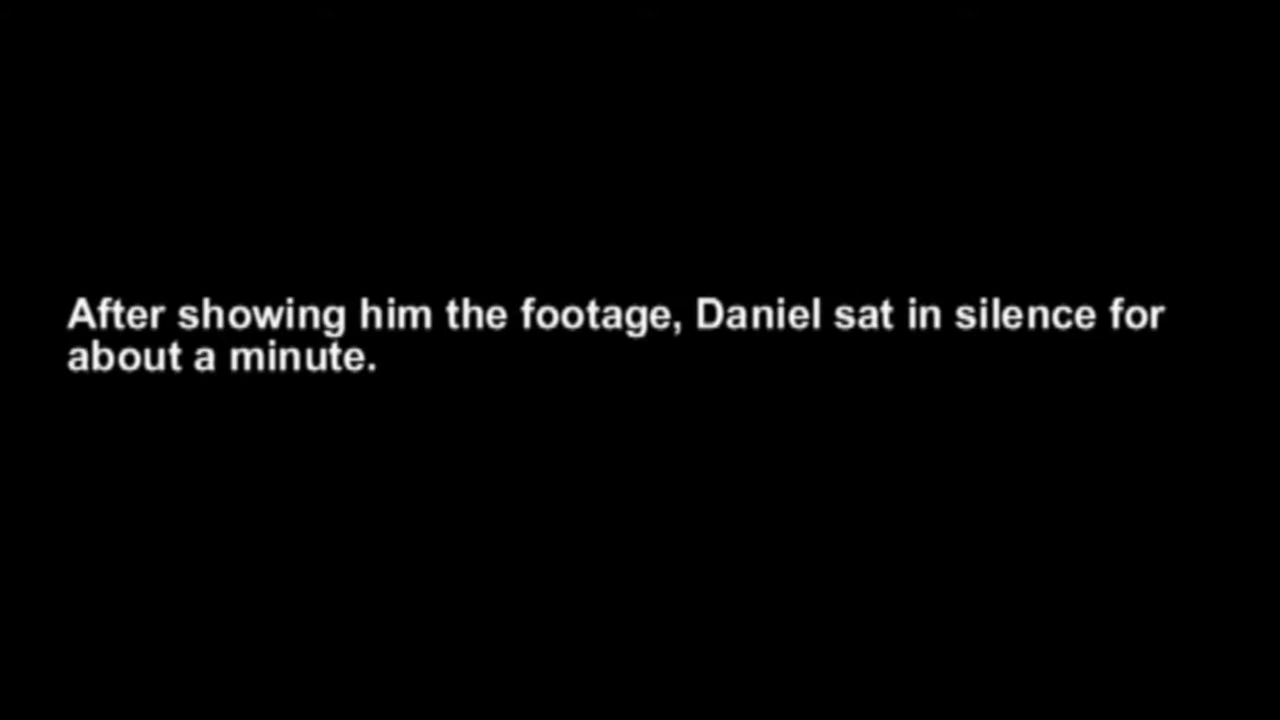 After showing him the footage, Daniel sat in silence for
about a minute.